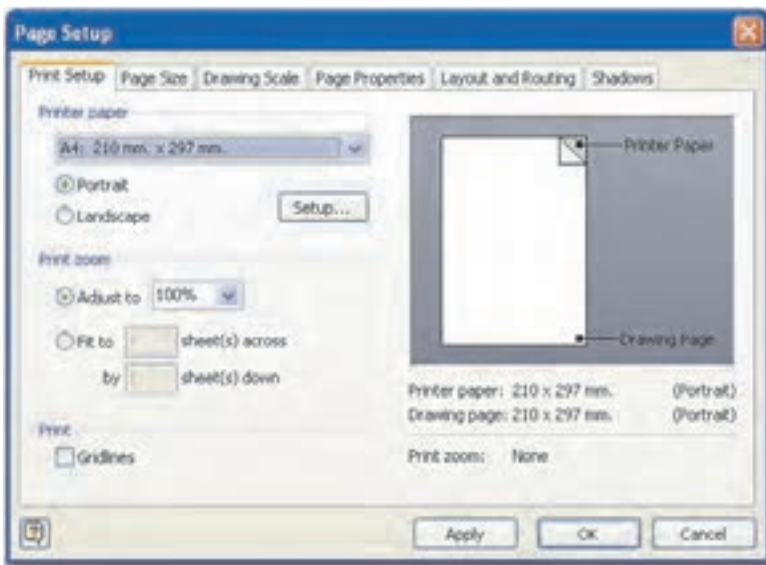 Page Setup
Print Setup Page Size Drawing Scale Page Properties Layout and Routing Shadows
Printer paper
A4: 210 mm. x 297 mm.
Portrait
Landscape
Setup...
Print zoom
Adjust to 100%
Fit to sheet(s) across
by sheet(s) down
Print
Gridlines
Printer Paper
Drawing Page
Printer paper: 210 x 297 mm. (Portrait)
Drawing page: 210 x 297 mm. (Portrait)
Print zoom: None
Apply OK Cancel